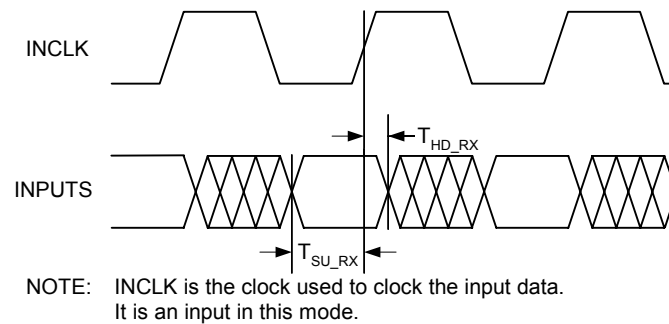 INCLK
T_HD_RX
INPUTS
T_SU_RX
NOTE: INCLK is the clock used to clock the input data.
It is an input in this mode.